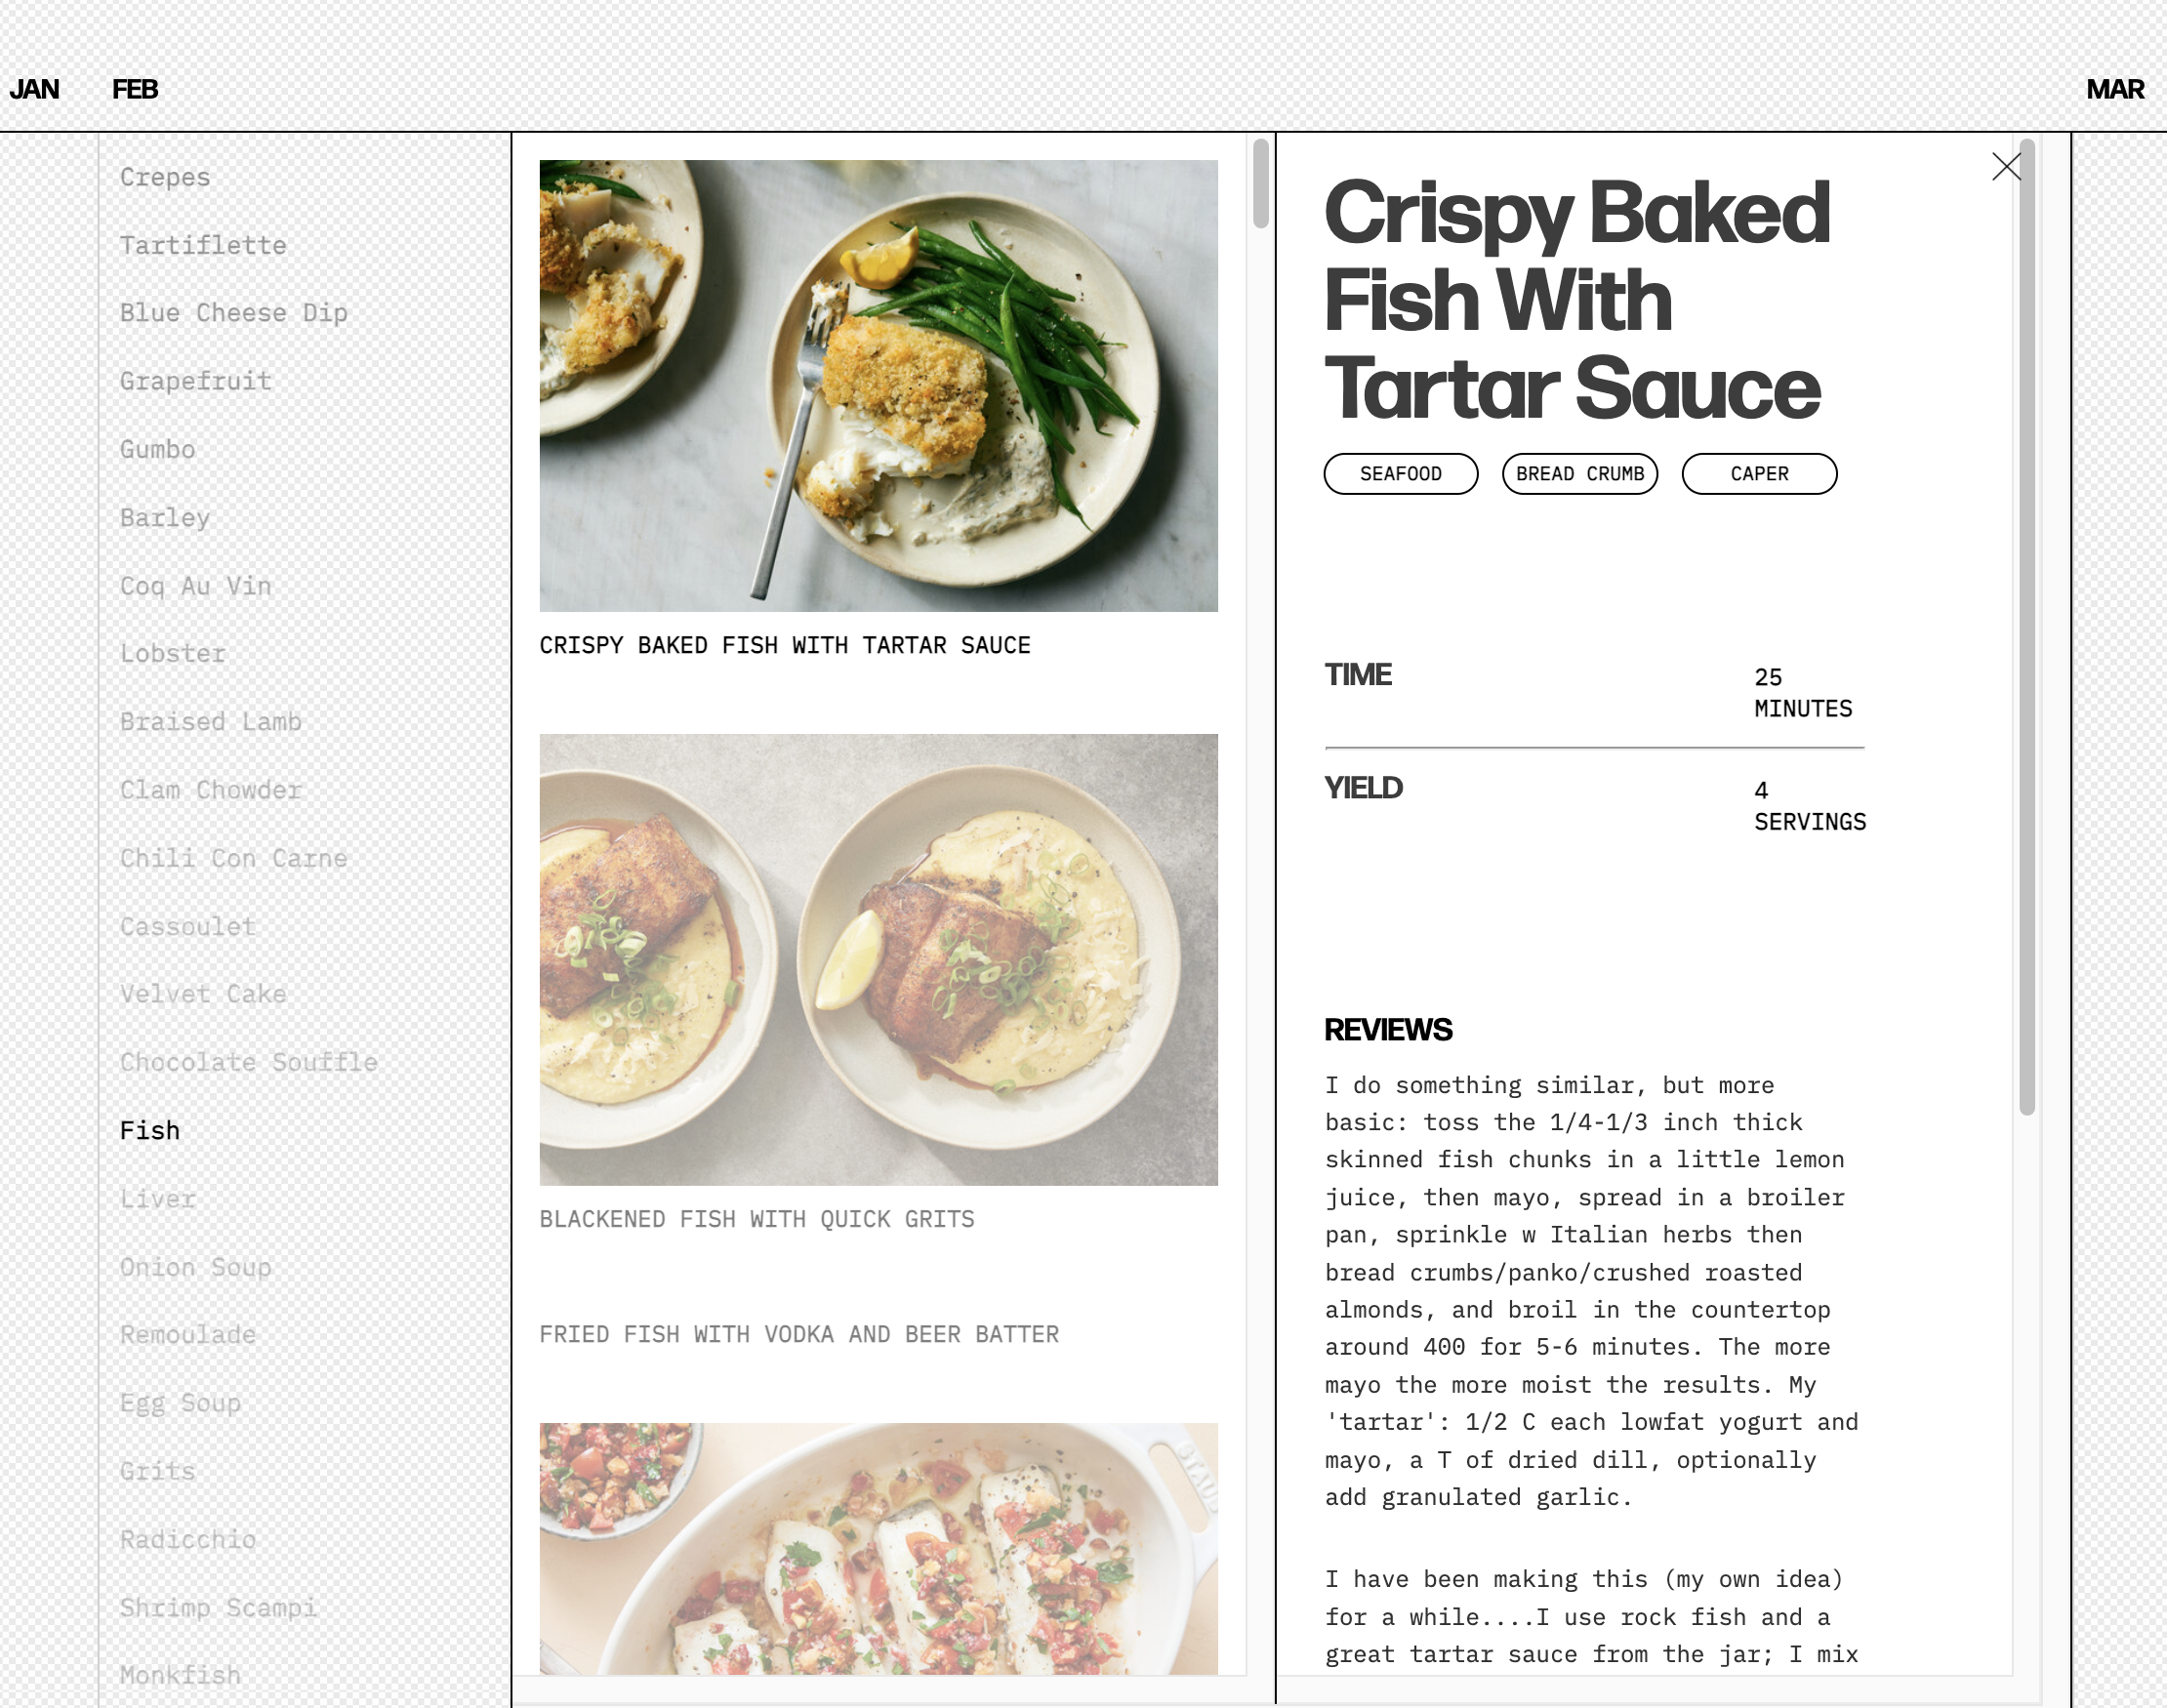 JAN
FEB
MAR
Crepes
Tartiflette
Blue Cheese Dip
Grapefruit
Gumbo
Barley
Coq Au Vin
Lobster
Braised Lamb
Clam Chowder
Chili Con Carne
Cassoulet
Velvet Cake
Chocolate Souffle
Fish
Liver
Onion Soup
Remoulade
Egg Soup
Grits
Radicchio
Shrimp Scampi
Monkfish
CRISPY BAKED FISH WITH TARTAR SAUCE
BLACKENED FISH WITH QUICK GRITS
FRIED FISH WITH VODKA AND BEER BATTER
STAUB
Crispy Baked
Fish With
Tartar Sauce
SEAFOOD
BREAD CRUMB
CAPER
TIME
25
MINUTES
YIELD
4
SERVINGS
REVIEWS
I do something similar, but more
basic: toss the 1/4-1/3 inch thick
skinned fish chunks in a little lemon
juice, then mayo, spread in a broiler
pan, sprinkle w Italian herbs then
bread crumbs/panko/crushed roasted
almonds, and broil in the countertop
around 400 for 5-6 minutes. The more
mayo the more moist the results. My
'tartar': 1/2 C each lowfat yogurt and
mayo, a T of dried dill, optionally
add granulated garlic.
I have been making this (my own idea)
for a while....I use rock fish and a
great tartar sauce from the jar; I mix